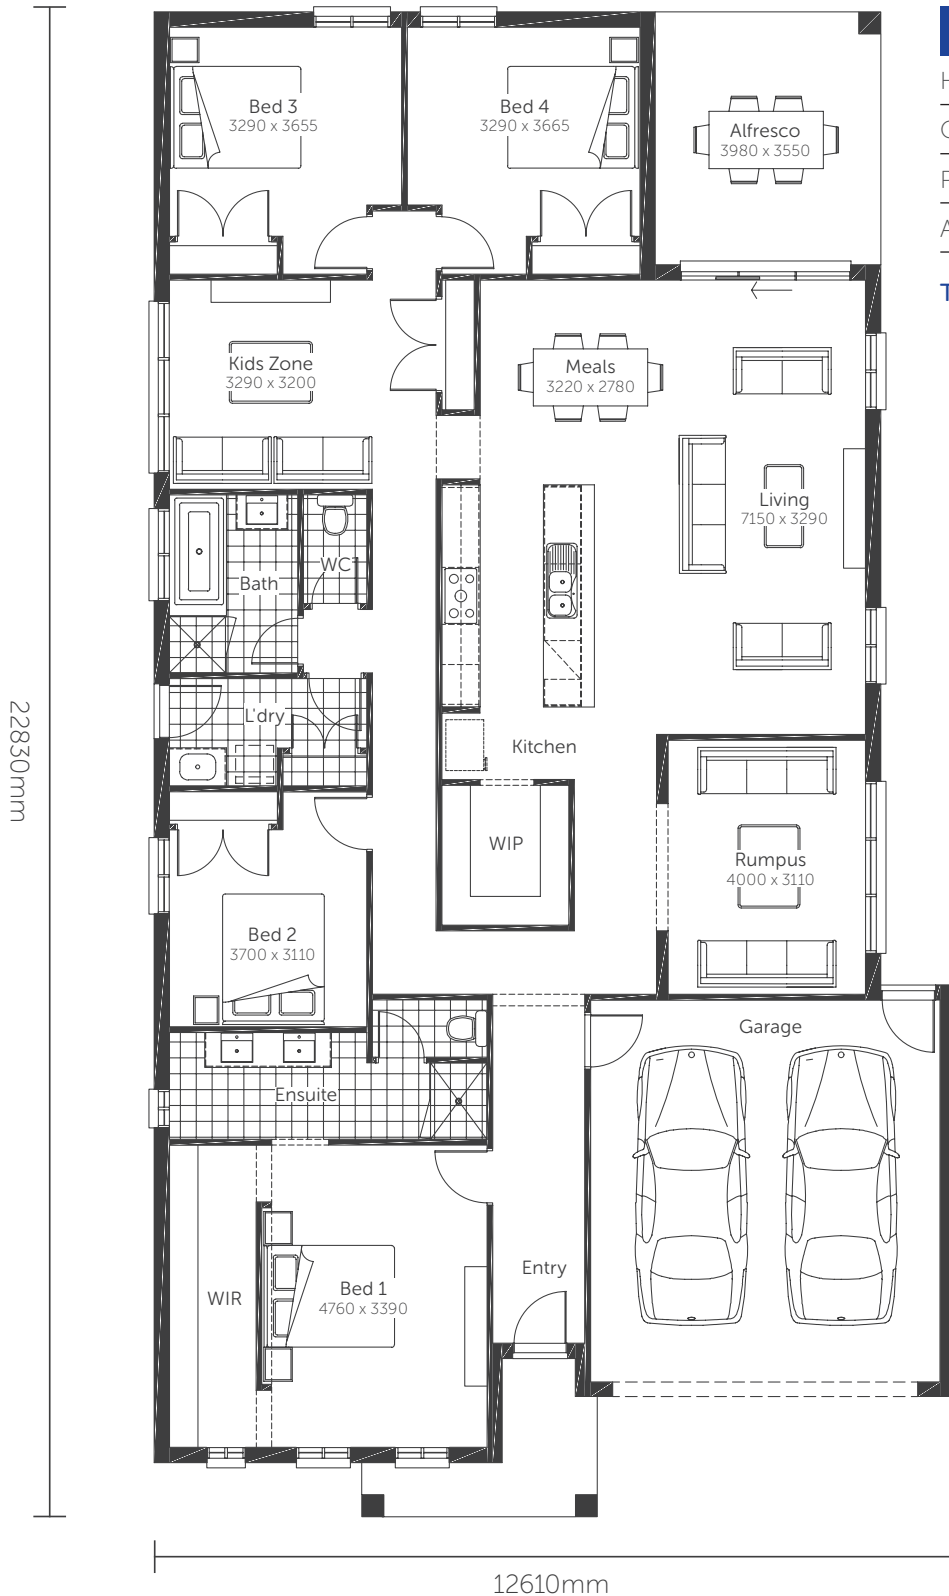 Bed 3
3290 x 3655
Bed 4
3290 x 3665
Alfresco
3980 x 3550
Kids Zone
3290 x 3200
Meals
3220 x 2780
Living
7150 x 3290
WC
Bath
L'dry
Kitchen
WIP
Rumpus
4000 x 3110
Bed 2
3700 x 3110
Garage
Ensuite
Entry
WIR
Bed 1
4760 x 3390
22830mm
12610mm